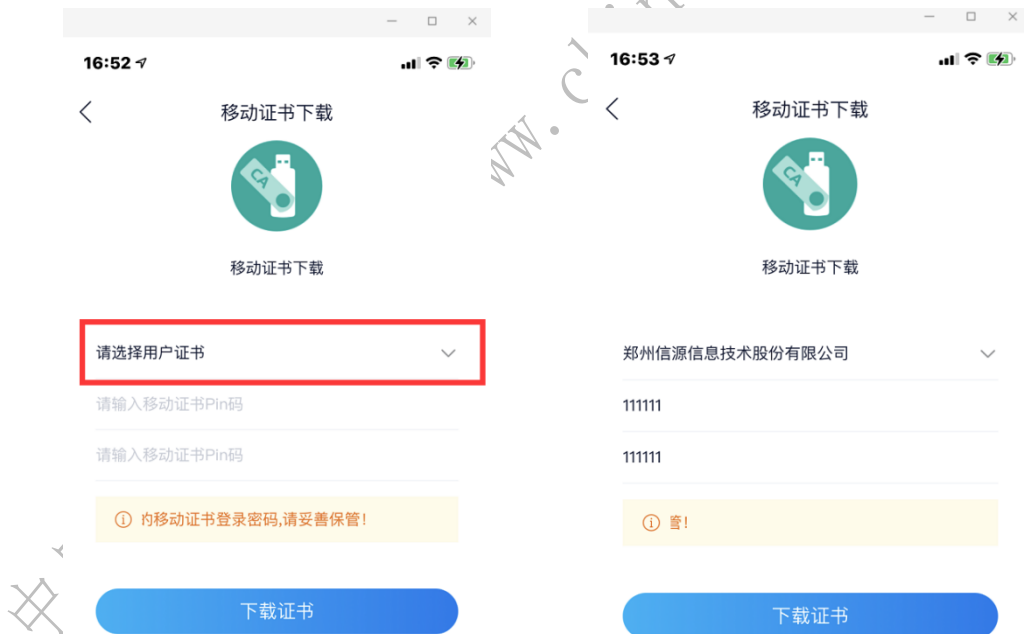 16:52
移动证书下载
CA
移动证书下载
请选择用户证书
请输入移动证书Pin码
请输入移动证书Pin码
的移动证书登录密码,请妥善保管!
下载证书
16:53
移动证书下载
CA
移动证书下载
郑州信源信息技术股份有限公司
111111
111111
管!
下载证书